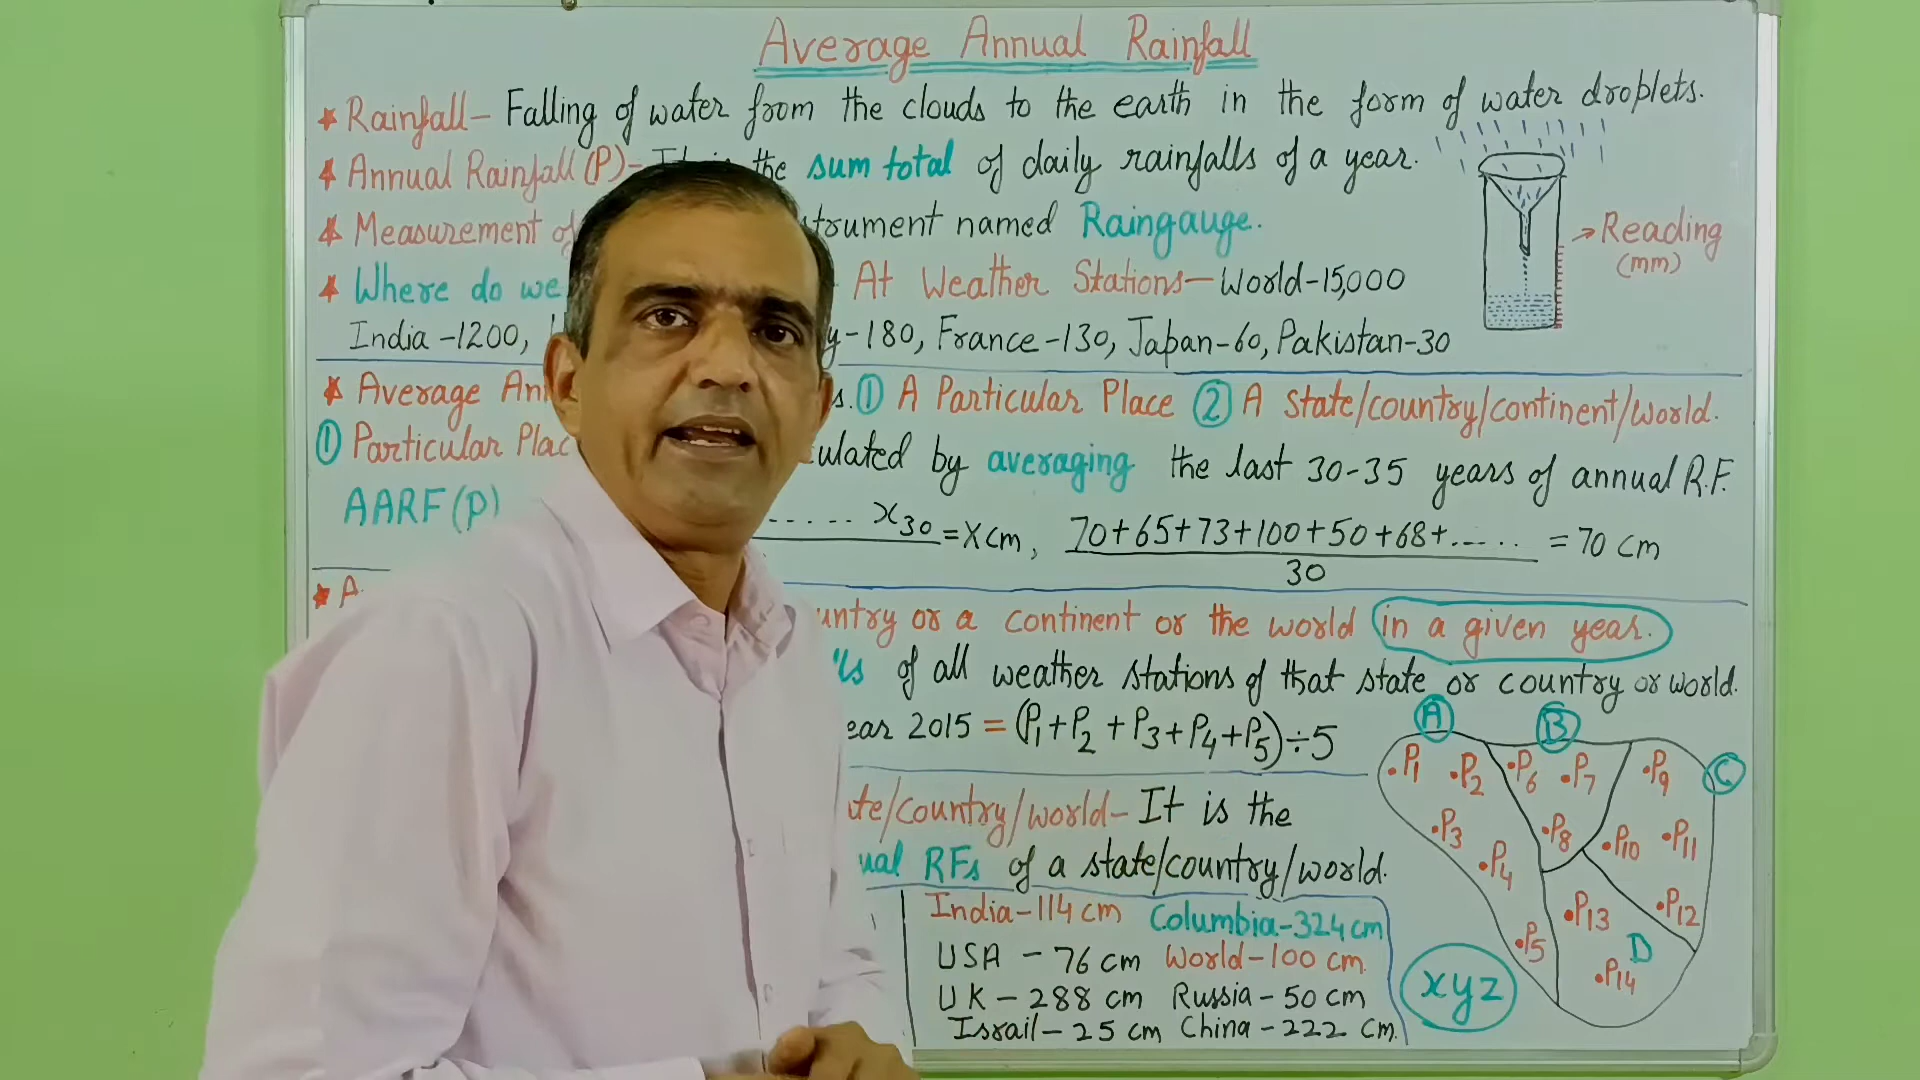 Average Annual Rainfall
★ Rainfall- Falling of water from the clouds to the earth in the form of water droplets.
★ Annual Rainfall (P)- It is the sum total of daily rainfalls of a year.
★ Measurement of strument named Raingauge.
→ Reading
(mm)
★ Where do we At Weather Stations- World-15,000
India -1200, y-180, France-130, Japan-60, Pakistan-30
★ Average An s. ① A Particular Place ② A state/country/continent/world.
① Particular Plac culated by averaging the last 30-35 years of annual R.F.
AARF (P) ..... x30 = X cm, 70+65+73+100+50+68+...... = 70 cm
30
★ A untry or a continent or the world in a given year.
ls of all weather stations of that state or country or world.
ear 2015 = (P1+P2 +P3+P4+P5)÷5
ate/country/world- It is the
ual RFs of a state/country/world.
India-114 cm Columbia-324 cm
USA - 76 cm World-100 cm.
UK - 288 cm Russia - 50 cm
Israil- 25 cm China -222 cm.
A B C
•P1 •P2 •P6 •P7 •P9
•P3 •P8 •P10 •P11
•P4
•P5 •P13 •P12
D
•P14
xyz